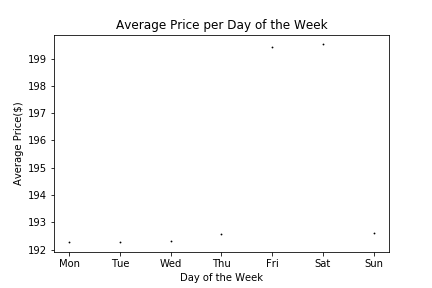 Average Price per Day of the Week
199
198
197
196
195
194
193
192
Average Price($)
Mon Tue Wed Thu Fri Sat Sun
Day of the Week